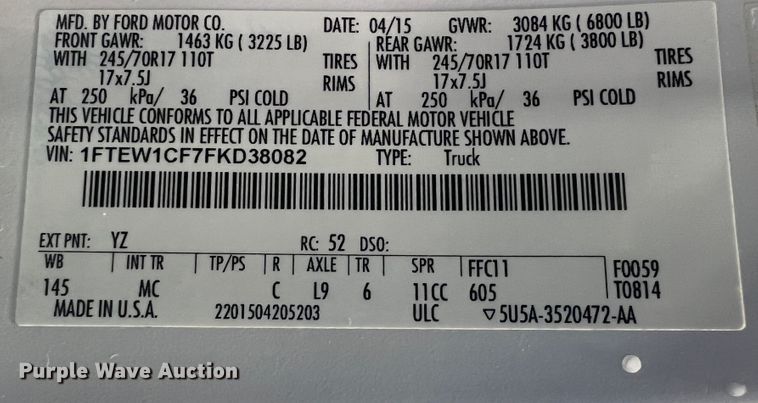 MFD. BY FORD MOTOR CO. DATE: 04/15 GVWR: 3084 KG ( 6800 LB)
FRONT GAWR: 1463 KG ( 3225 LB) REAR GAWR: 1724 KG ( 3800 LB)
WITH 245/70R17 110T TIRES WITH 245/70R17 110T TIRES
17x7.5J RIMS 17x7.5J RIMS
AT 250 kPa/ 36 PSI COLD AT 250 kPa/ 36 PSI COLD
THIS VEHICLE CONFORMS TO ALL APPLICABLE FEDERAL MOTOR VEHICLE
SAFETY STANDARDS IN EFFECT ON THE DATE OF MANUFACTURE SHOWN ABOVE.
VIN: 1FTEW1CF7FKD38082 TYPE: Truck
EXT PNT: YZ RC: 52 DSO:
WB INT TR TP/PS R AXLE TR SPR FFC11 F0059
145 MC C L9 6 11CC 605 T0814
MADE IN U.S.A. 2201504205203 ULC ▽5U5A-3520472-AA
Purple Wave Auction